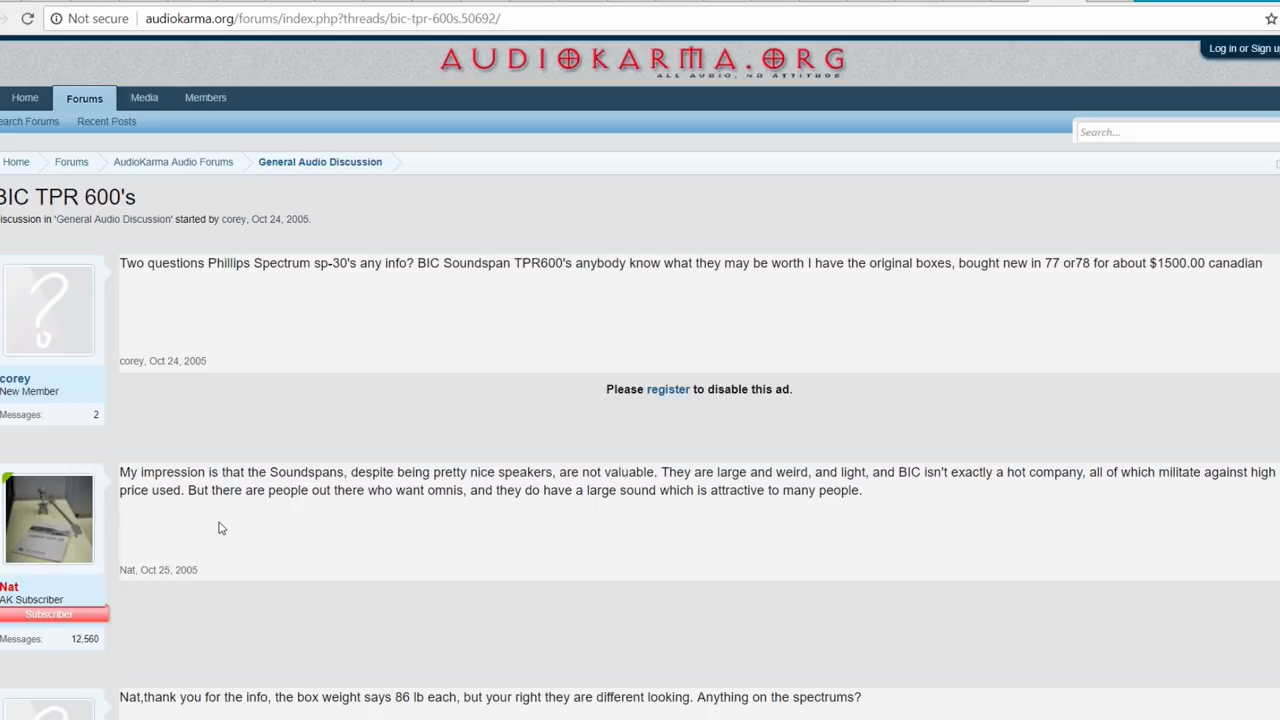 Not secure audiokarma.org/forums/index.php?threads/bic-tpr-600s.50692/
AUDIOKARMA.ORG
ALL AUDIO, NO ATTITUDE
Log in or Sign u
Home Forums Media Members
earch Forums Recent Posts
Search...
Home Forums AudioKarma Audio Forums General Audio Discussion
BIC TPR 600's
iscussion in 'General Audio Discussion' started by corey, Oct 24, 2005.
Two questions Phillips Spectrum sp-30's any info? BIC Soundspan TPR600's anybody know what they may be worth I have the original boxes, bought new in 77 or78 for about $1500.00 canadian
corey, Oct 24, 2005
corey
New Member
Messages: 2
Please register to disable this ad.
My impression is that the Soundspans, despite being pretty nice speakers, are not valuable. They are large and weird, and light, and BIC isn't exactly a hot company, all of which militate against high
price used. But there are people out there who want omnis, and they do have a large sound which is attractive to many people.
Nat, Oct 25, 2005
Nat
AK Subscriber
Subscriber
Messages: 12,560
Nat,thank you for the info, the box weight says 86 lb each, but your right they are different looking. Anything on the spectrums?